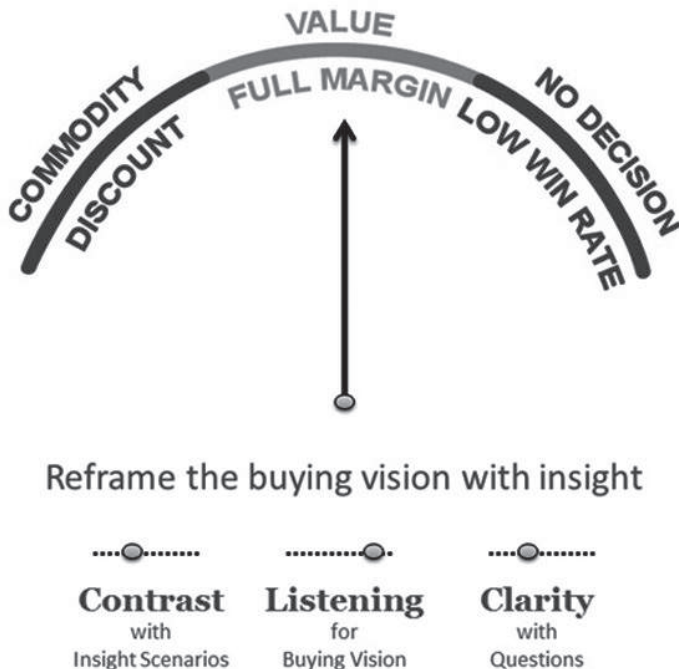 VALUE
FULL MARGIN
COMMODITY
DISCOUNT
NO DECISION
LOW WIN RATE
Reframe the buying vision with insight
Contrast
with
Insight Scenarios
Listening
for
Buying Vision
Clarity
with
Questions